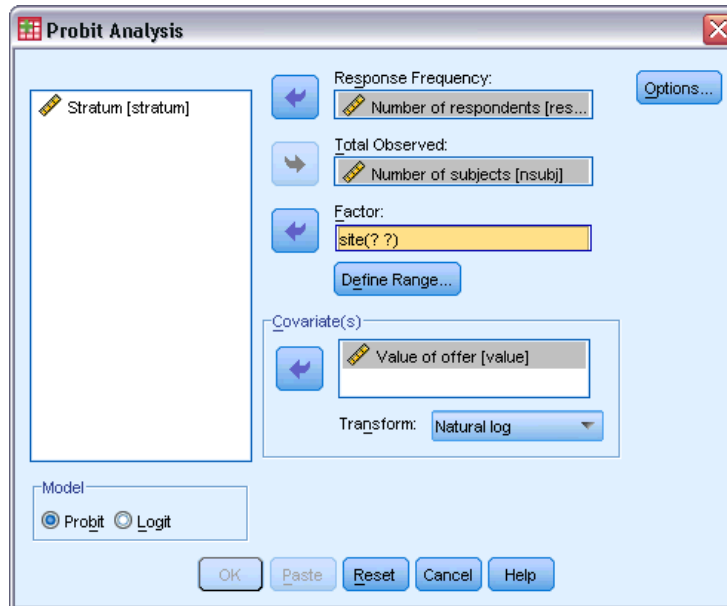 Probit Analysis
Stratum [stratum]
Response Frequency:
Number of respondents [res...
Options...
Total Observed:
Number of subjects [nsubj]
Factor:
site(? ?)
Define Range...
Covariate(s)
Value of offer [value]
Transform: Natural log
Model
Probit Logit
OK Paste Reset Cancel Help